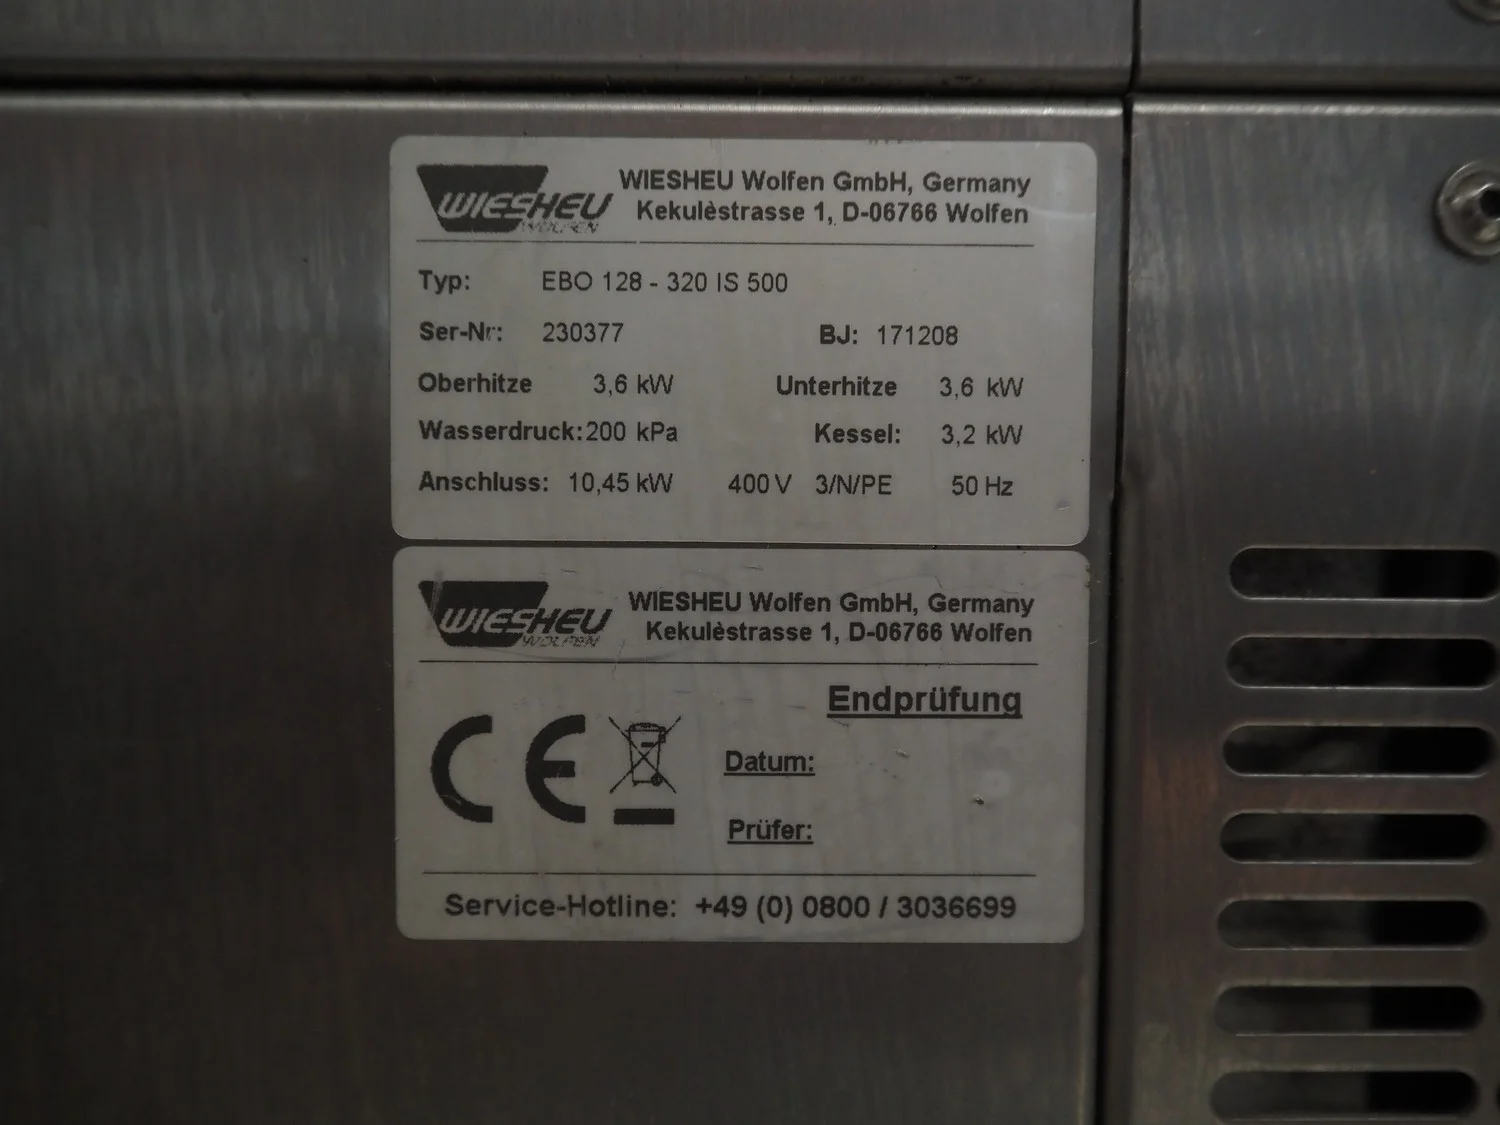 WIESHEU
WOLFEN
WIESHEU Wolfen GmbH, Germany
Kekulèstrasse 1, D-06766 Wolfen
Typ: EBO 128 - 320 IS 500
Ser-Nr: 230377 BJ: 171208
Oberhitze 3,6 kW Unterhitze 3,6 kW
Wasserdruck: 200 kPa Kessel: 3,2 kW
Anschluss: 10,45 kW 400 V 3/N/PE 50 Hz
WIESHEU
WOLFEN
WIESHEU Wolfen GmbH, Germany
Kekulèstrasse 1, D-06766 Wolfen
Endprüfung
CE
Datum:
Prüfer:
Service-Hotline: +49 (0) 0800 / 3036699